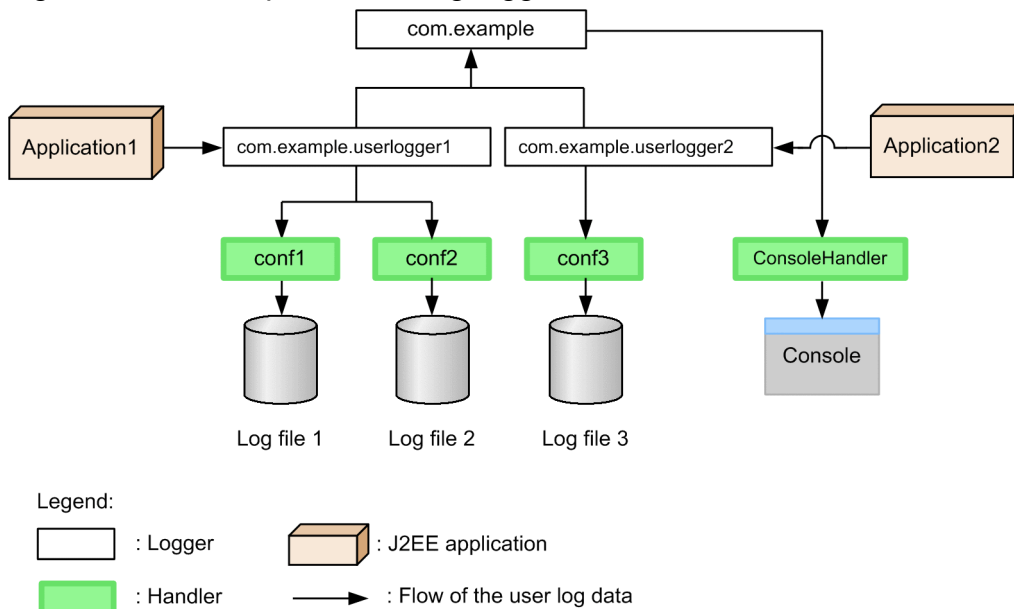 com.example
Application1
com.example.userlogger1
com.example.userlogger2
Application2
conf1
conf2
conf3
ConsoleHandler
Console
Log file 1
Log file 2
Log file 3
Legend:
: Logger
: J2EE application
: Handler
: Flow of the user log data